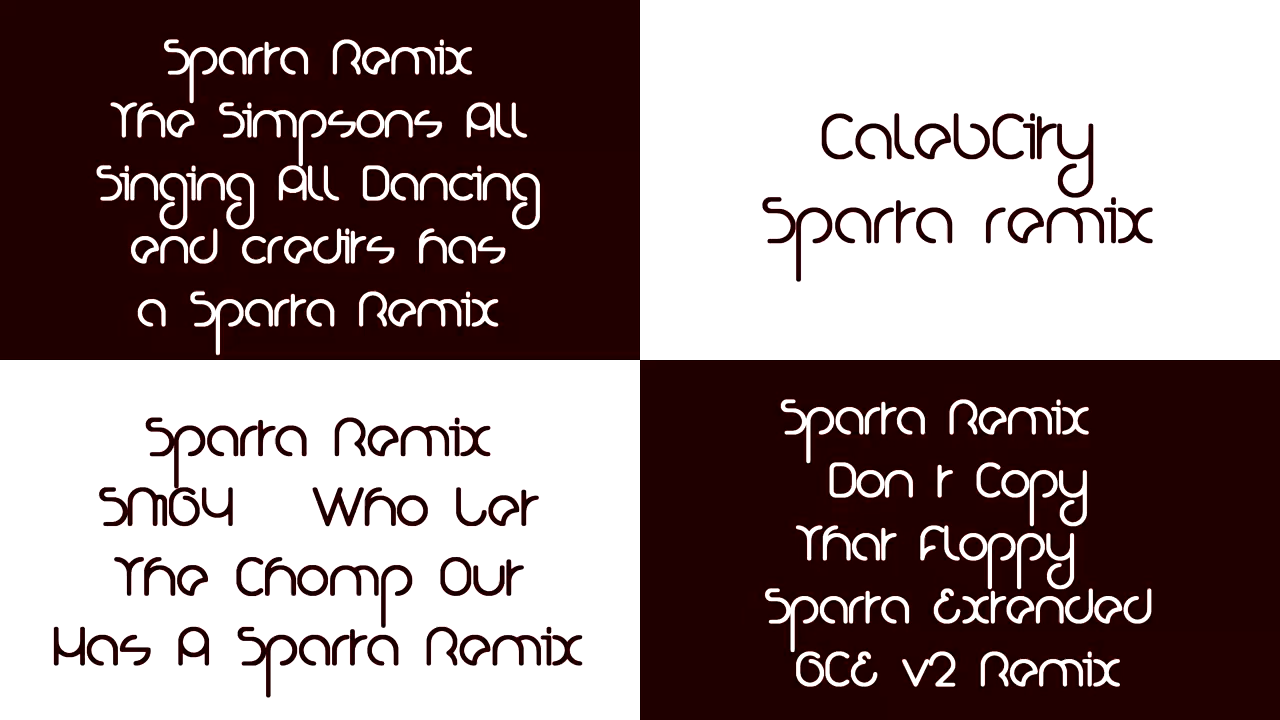 Sparta Remix
The Simpsons All
Singing All Dancing
end credits has
a Sparta Remix
CalebCity
Sparta remix
Sparta Remix
SM64 Who Let
The Chomp Out
Has A Sparta Remix
Sparta Remix
Don t Copy
That Floppy
Sparta Extended
GCE v2 Remix